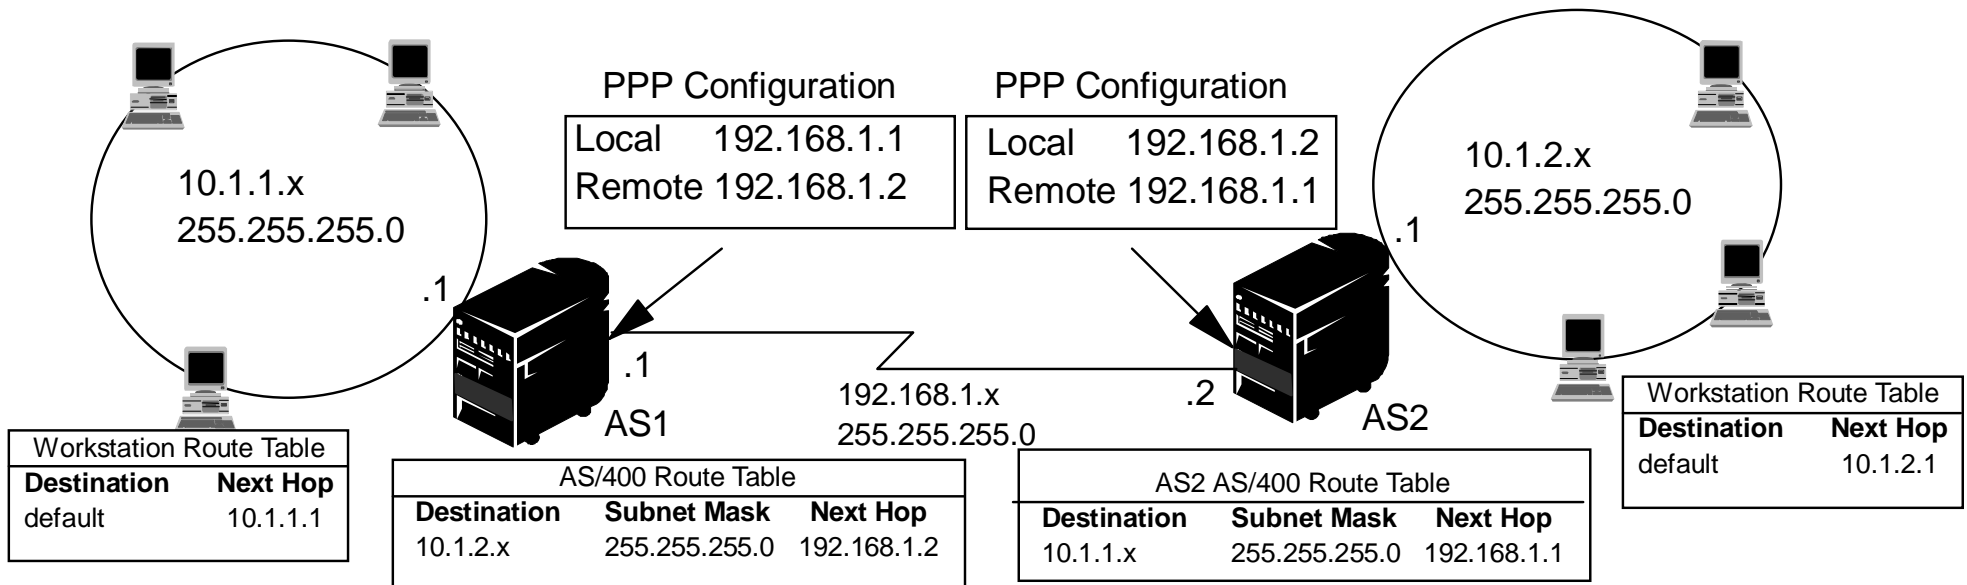 10.1.1.x
255.255.255.0
.1
PPP Configuration
Local 192.168.1.1
Remote 192.168.1.2
PPP Configuration
Local 192.168.1.2
Remote 192.168.1.1
10.1.2.x
255.255.255.0
.1
.1
AS1
192.168.1.x
255.255.255.0
.2
AS2
Workstation Route Table
Destination Next Hop
default 10.1.1.1
AS/400 Route Table
Destination Subnet Mask Next Hop
10.1.2.x 255.255.255.0 192.168.1.2
AS2 AS/400 Route Table
Destination Subnet Mask Next Hop
10.1.1.x 255.255.255.0 192.168.1.1
Workstation Route Table
Destination Next Hop
default 10.1.2.1